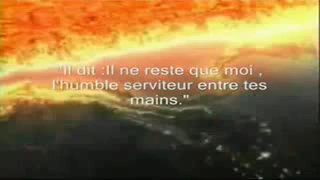 "Il dit :Il ne reste que moi ,
l'humble serviteur entre tes
mains."